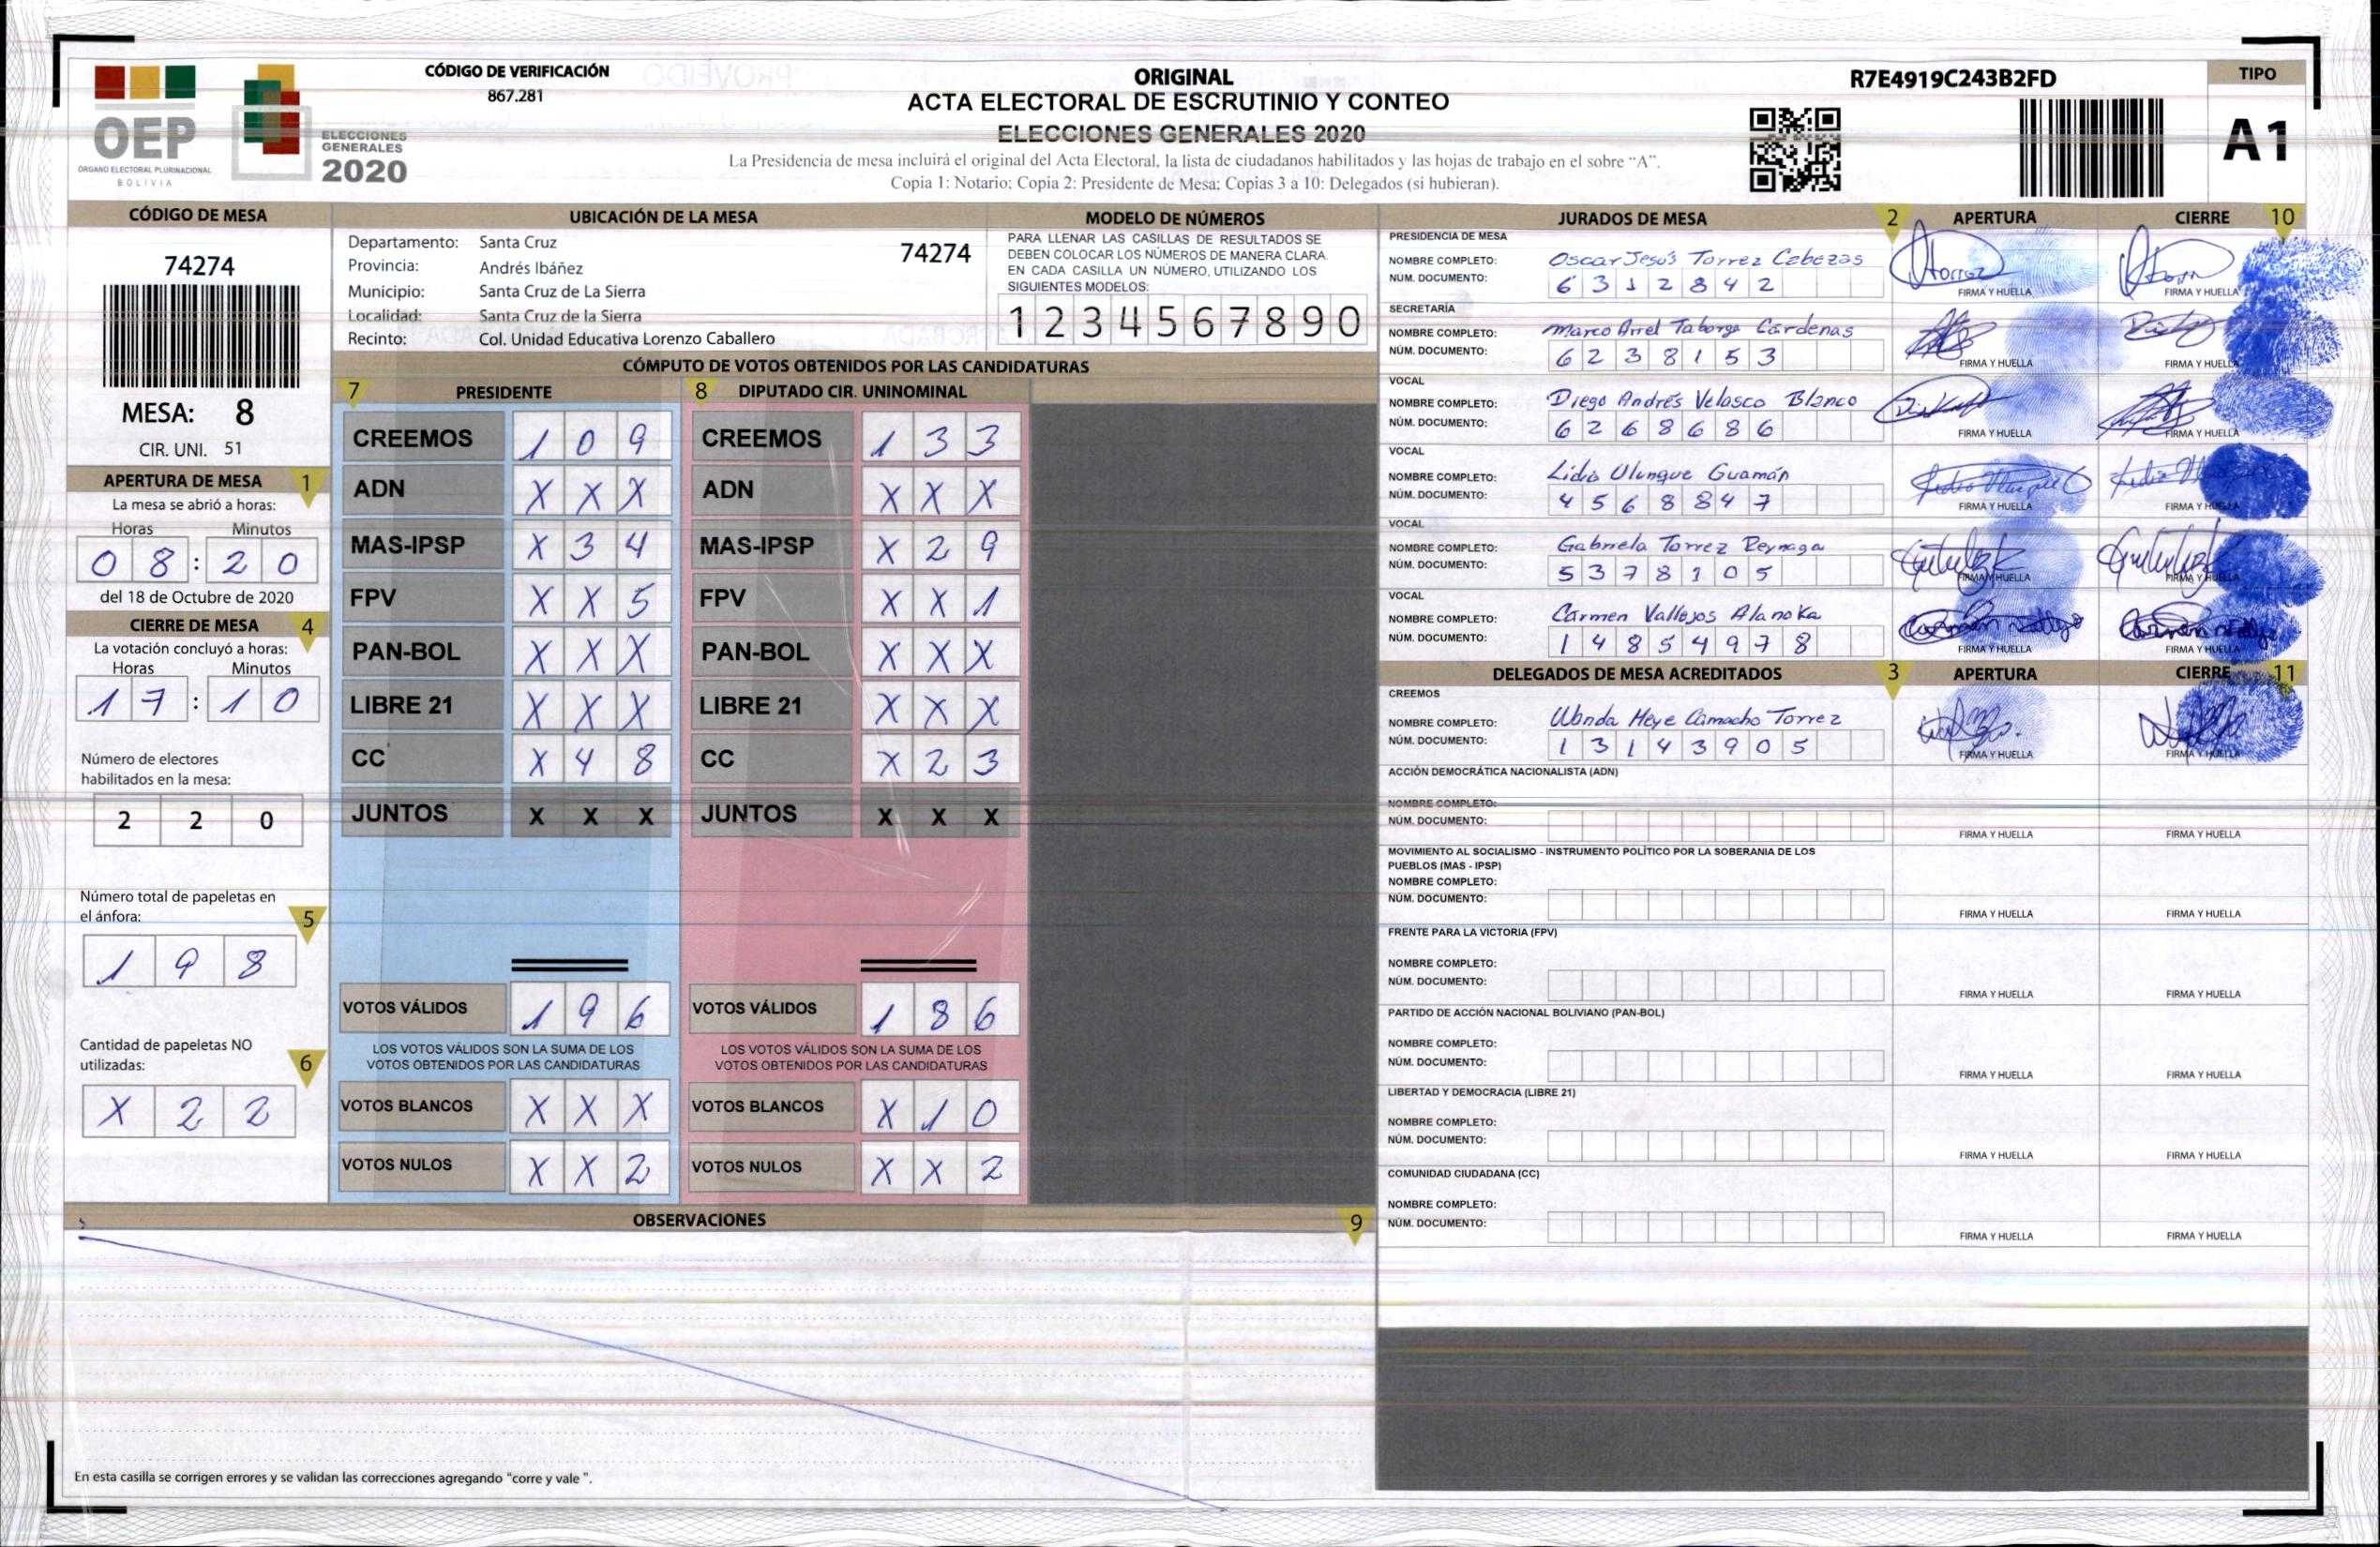 CÓDIGO DE VERIFICACIÓN
867.281
ORIGINAL
ACTA ELECTORAL DE ESCRUTINIO Y CONTEO
ELECCIONES GENERALES 2020
La Presidencia de mesa incluirá el original del Acta Electoral, la lista de ciudadanos habilitados y las hojas de trabajo en el sobre "A".
Copia 1: Notario; Copia 2: Presidente de Mesa; Copias 3 a 10: Delegados (si hubieran).
R7E4919C243B2FD
TIPO
A1
OEP
ÓRGANO ELECTORAL PLURINACIONAL
BOLIVIA
ELECCIONES
GENERALES
2020
CÓDIGO DE MESA
74274
MESA: 8
CIR. UNI. 51
APERTURA DE MESA 1
La mesa se abrió a horas:
Horas Minutos
0 8 : 2 0
del 18 de Octubre de 2020
CIERRE DE MESA 4
La votación concluyó a horas:
Horas Minutos
1 7 : 1 0
Número de electores
habilitados en la mesa:
2 2 0
Número total de papeletas en
el ánfora: 5
1 9 8
Cantidad de papeletas NO
utilizadas: 6
X 2 2
UBICACIÓN DE LA MESA
Departamento: Santa Cruz 74274
Provincia: Andrés Ibáñez
Municipio: Santa Cruz de La Sierra
Localidad: Santa Cruz de la Sierra
Recinto: Col. Unidad Educativa Lorenzo Caballero
MODELO DE NÚMEROS
PARA LLENAR LAS CASILLAS DE RESULTADOS SE
DEBEN COLOCAR LOS NÚMEROS DE MANERA CLARA.
EN CADA CASILLA UN NÚMERO, UTILIZANDO LOS
SIGUIENTES MODELOS:
1 2 3 4 5 6 7 8 9 0
CÓMPUTO DE VOTOS OBTENIDOS POR LAS CANDIDATURAS
7 PRESIDENTE
CREEMOS 1 0 9
ADN X X X
MAS-IPSP X 3 4
FPV X X 5
PAN-BOL X X X
LIBRE 21 X X X
CC X 4 8
JUNTOS X X X
VOTOS VÁLIDOS 1 9 6
LOS VOTOS VÁLIDOS SON LA SUMA DE LOS
VOTOS OBTENIDOS POR LAS CANDIDATURAS
VOTOS BLANCOS X X X
VOTOS NULOS X X 2
8 DIPUTADO CIR. UNINOMINAL
CREEMOS 1 3 3
ADN X X X
MAS-IPSP X 2 9
FPV X X 1
PAN-BOL X X X
LIBRE 21 X X X
CC X 2 3
JUNTOS X X X
VOTOS VÁLIDOS 1 8 6
LOS VOTOS VÁLIDOS SON LA SUMA DE LOS
VOTOS OBTENIDOS POR LAS CANDIDATURAS
VOTOS BLANCOS X 1 0
VOTOS NULOS X X 2
OBSERVACIONES 9
En esta casilla se corrigen errores y se validan las correcciones agregando "corre y vale ".
JURADOS DE MESA 2 APERTURA CIERRE 10
PRESIDENCIA DE MESA
NOMBRE COMPLETO: Oscar Jesús Torrez Cabezas
NÚM. DOCUMENTO: 6 3 1 2 8 4 2
FIRMA Y HUELLA FIRMA Y HUELLA
SECRETARÍA
NOMBRE COMPLETO: Marco Arrel Taborga Cárdenas
NÚM. DOCUMENTO: 6 2 3 8 1 5 3
FIRMA Y HUELLA FIRMA Y HUELLA
VOCAL
NOMBRE COMPLETO: Diego Andrés Velasco Blanco
NÚM. DOCUMENTO: 6 2 6 8 6 8 6
FIRMA Y HUELLA FIRMA Y HUELLA
VOCAL
NOMBRE COMPLETO: Lidia Ulunque Guamán
NÚM. DOCUMENTO: 4 5 6 8 8 4 7
FIRMA Y HUELLA FIRMA Y HUELLA
VOCAL
NOMBRE COMPLETO: Gabriela Torrez Reynaga
NÚM. DOCUMENTO: 5 3 7 8 1 0 5
FIRMA Y HUELLA FIRMA Y HUELLA
VOCAL
NOMBRE COMPLETO: Carmen Vallejos Alanoka
NÚM. DOCUMENTO: 1 4 8 5 4 9 7 8
FIRMA Y HUELLA FIRMA Y HUELLA
DELEGADOS DE MESA ACREDITADOS 3 APERTURA CIERRE 11
CREEMOS
NOMBRE COMPLETO: Wanda Heye Camacho Torrez
NÚM. DOCUMENTO: 1 3 1 4 3 9 0 5
FIRMA Y HUELLA FIRMA Y HUELLA
ACCIÓN DEMOCRÁTICA NACIONALISTA (ADN)
NOMBRE COMPLETO:
NÚM. DOCUMENTO:
FIRMA Y HUELLA FIRMA Y HUELLA
MOVIMIENTO AL SOCIALISMO - INSTRUMENTO POLÍTICO POR LA SOBERANIA DE LOS
PUEBLOS (MAS - IPSP)
NOMBRE COMPLETO:
NÚM. DOCUMENTO:
FIRMA Y HUELLA FIRMA Y HUELLA
FRENTE PARA LA VICTORIA (FPV)
NOMBRE COMPLETO:
NÚM. DOCUMENTO:
FIRMA Y HUELLA FIRMA Y HUELLA
PARTIDO DE ACCIÓN NACIONAL BOLIVIANO (PAN-BOL)
NOMBRE COMPLETO:
NÚM. DOCUMENTO:
FIRMA Y HUELLA FIRMA Y HUELLA
LIBERTAD Y DEMOCRACIA (LIBRE 21)
NOMBRE COMPLETO:
NÚM. DOCUMENTO:
FIRMA Y HUELLA FIRMA Y HUELLA
COMUNIDAD CIUDADANA (CC)
NOMBRE COMPLETO:
NÚM. DOCUMENTO:
FIRMA Y HUELLA FIRMA Y HUELLA